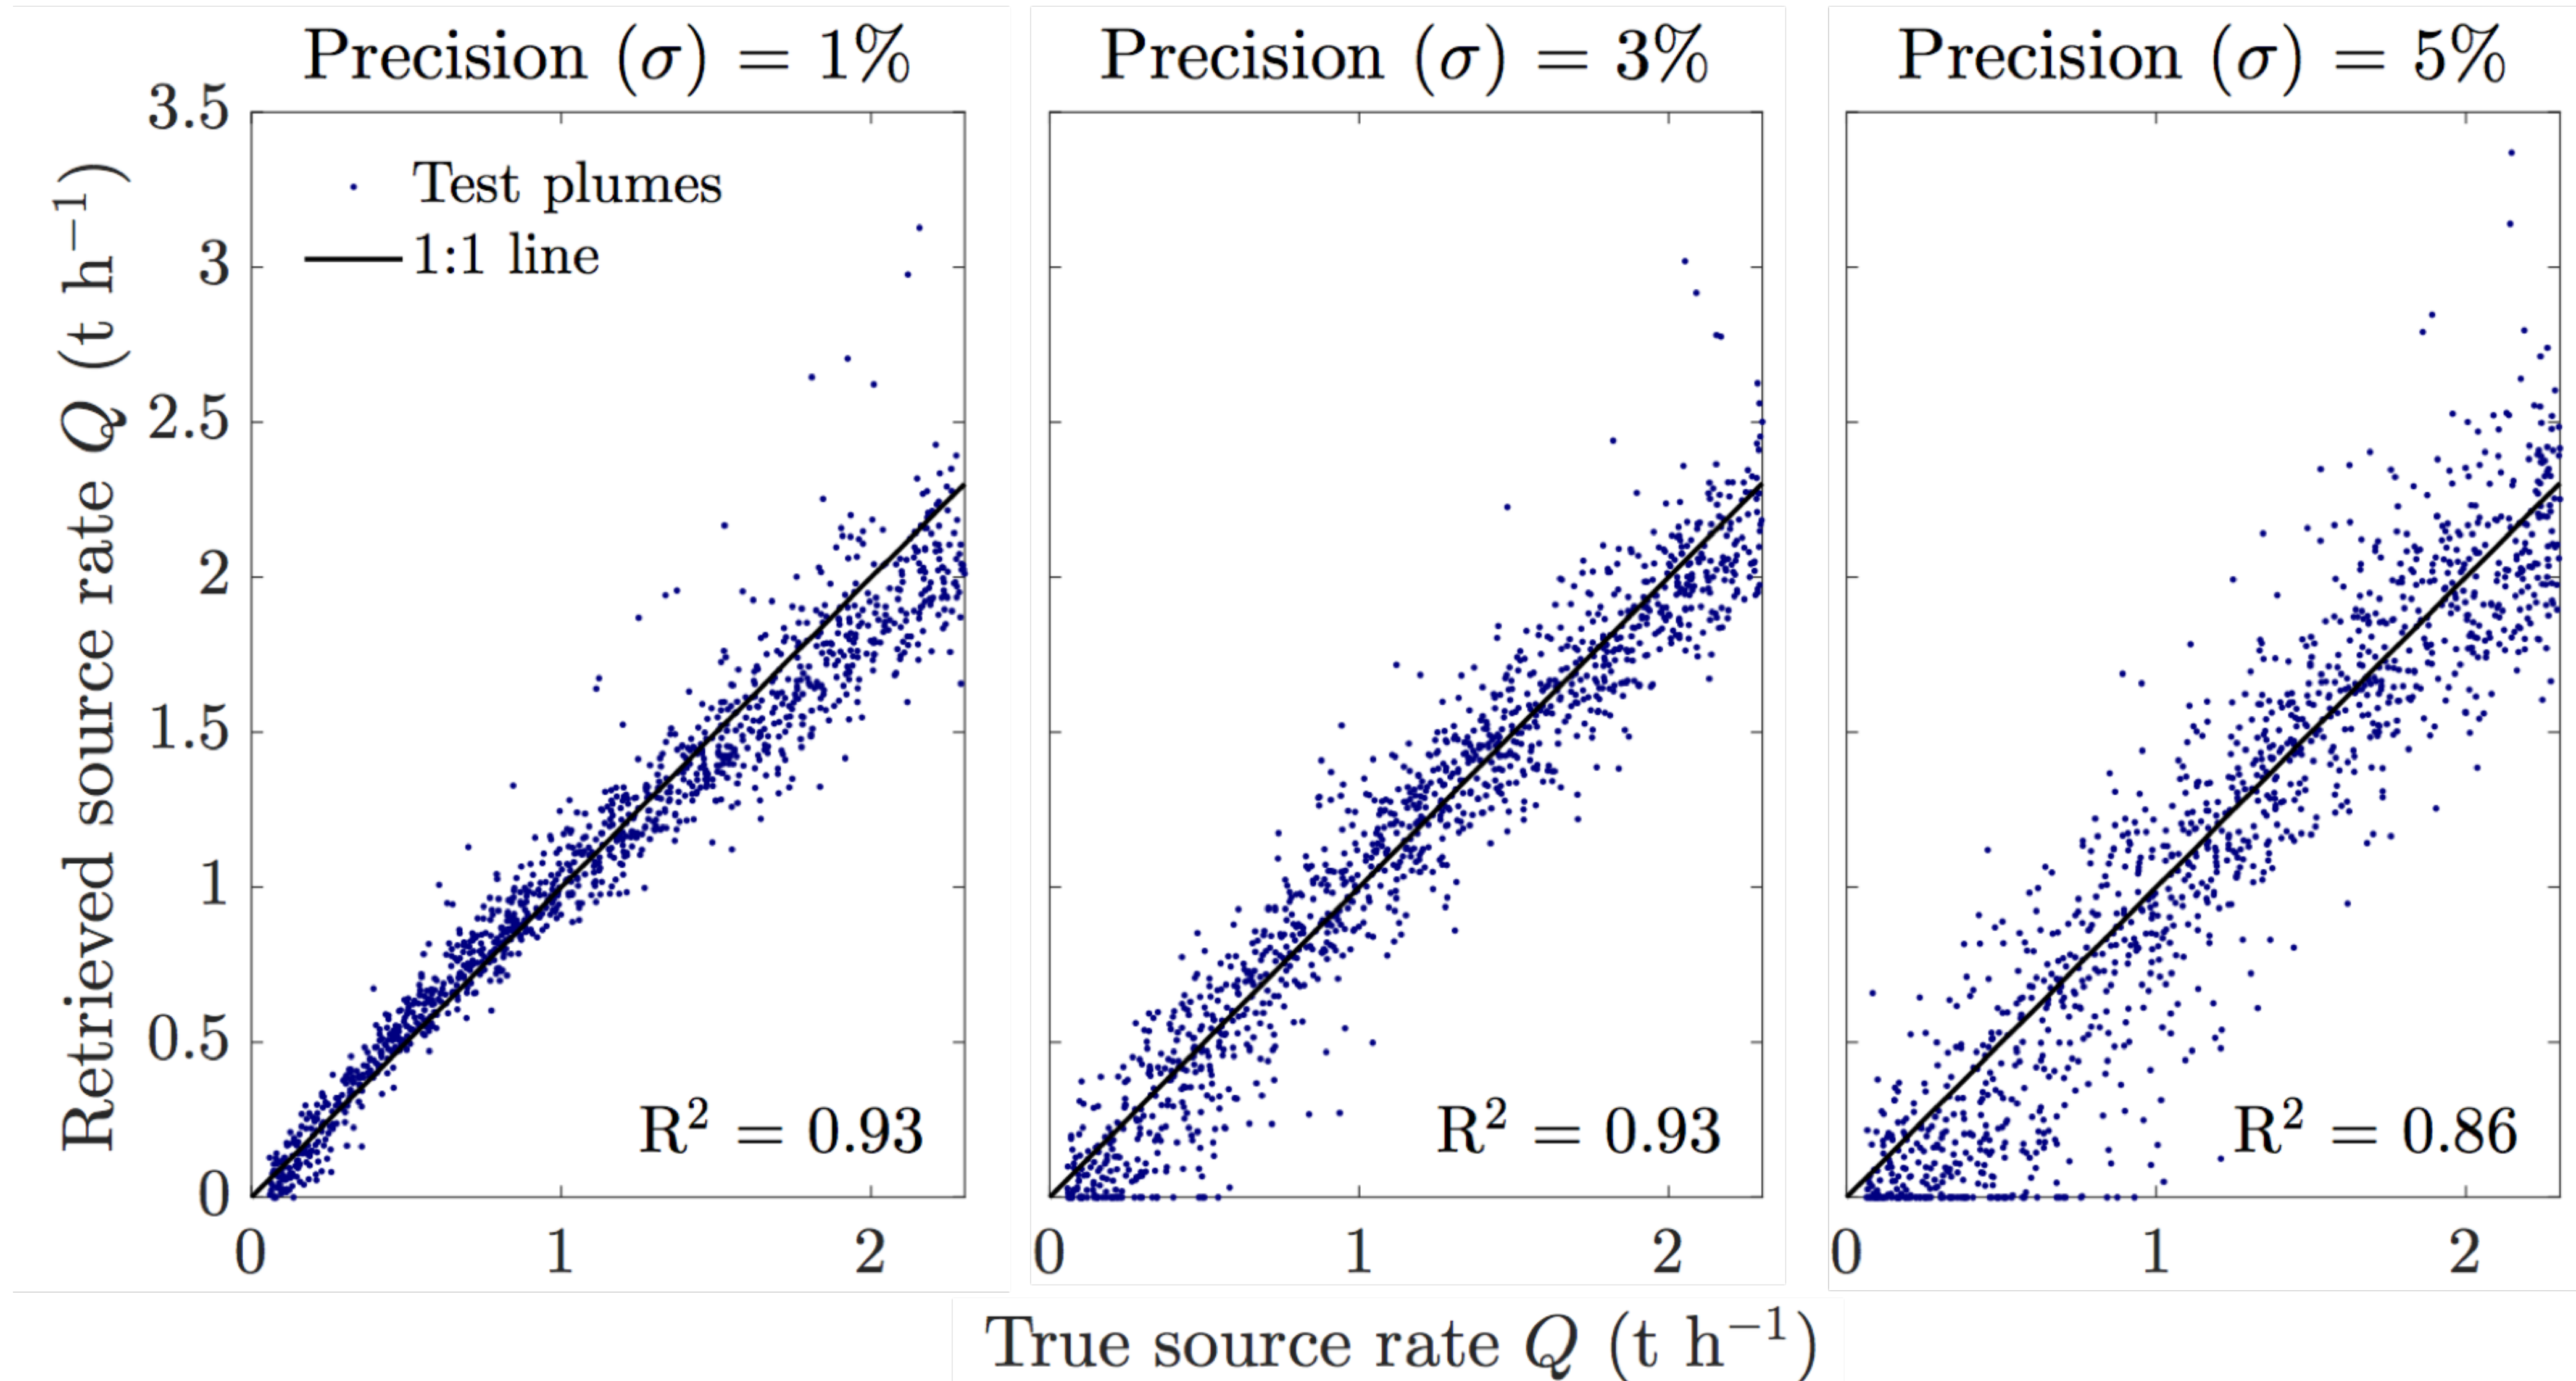 Precision (σ) = 1%
Precision (σ) = 3%
Precision (σ) = 5%
Retrieved source rate Q (t h⁻¹)
3.5
3
2.5
2
1.5
1
0.5
0
Test plumes
1:1 line
R² = 0.93
R² = 0.93
R² = 0.86
0 1 2
0 1 2
0 1 2
True source rate Q (t h⁻¹)